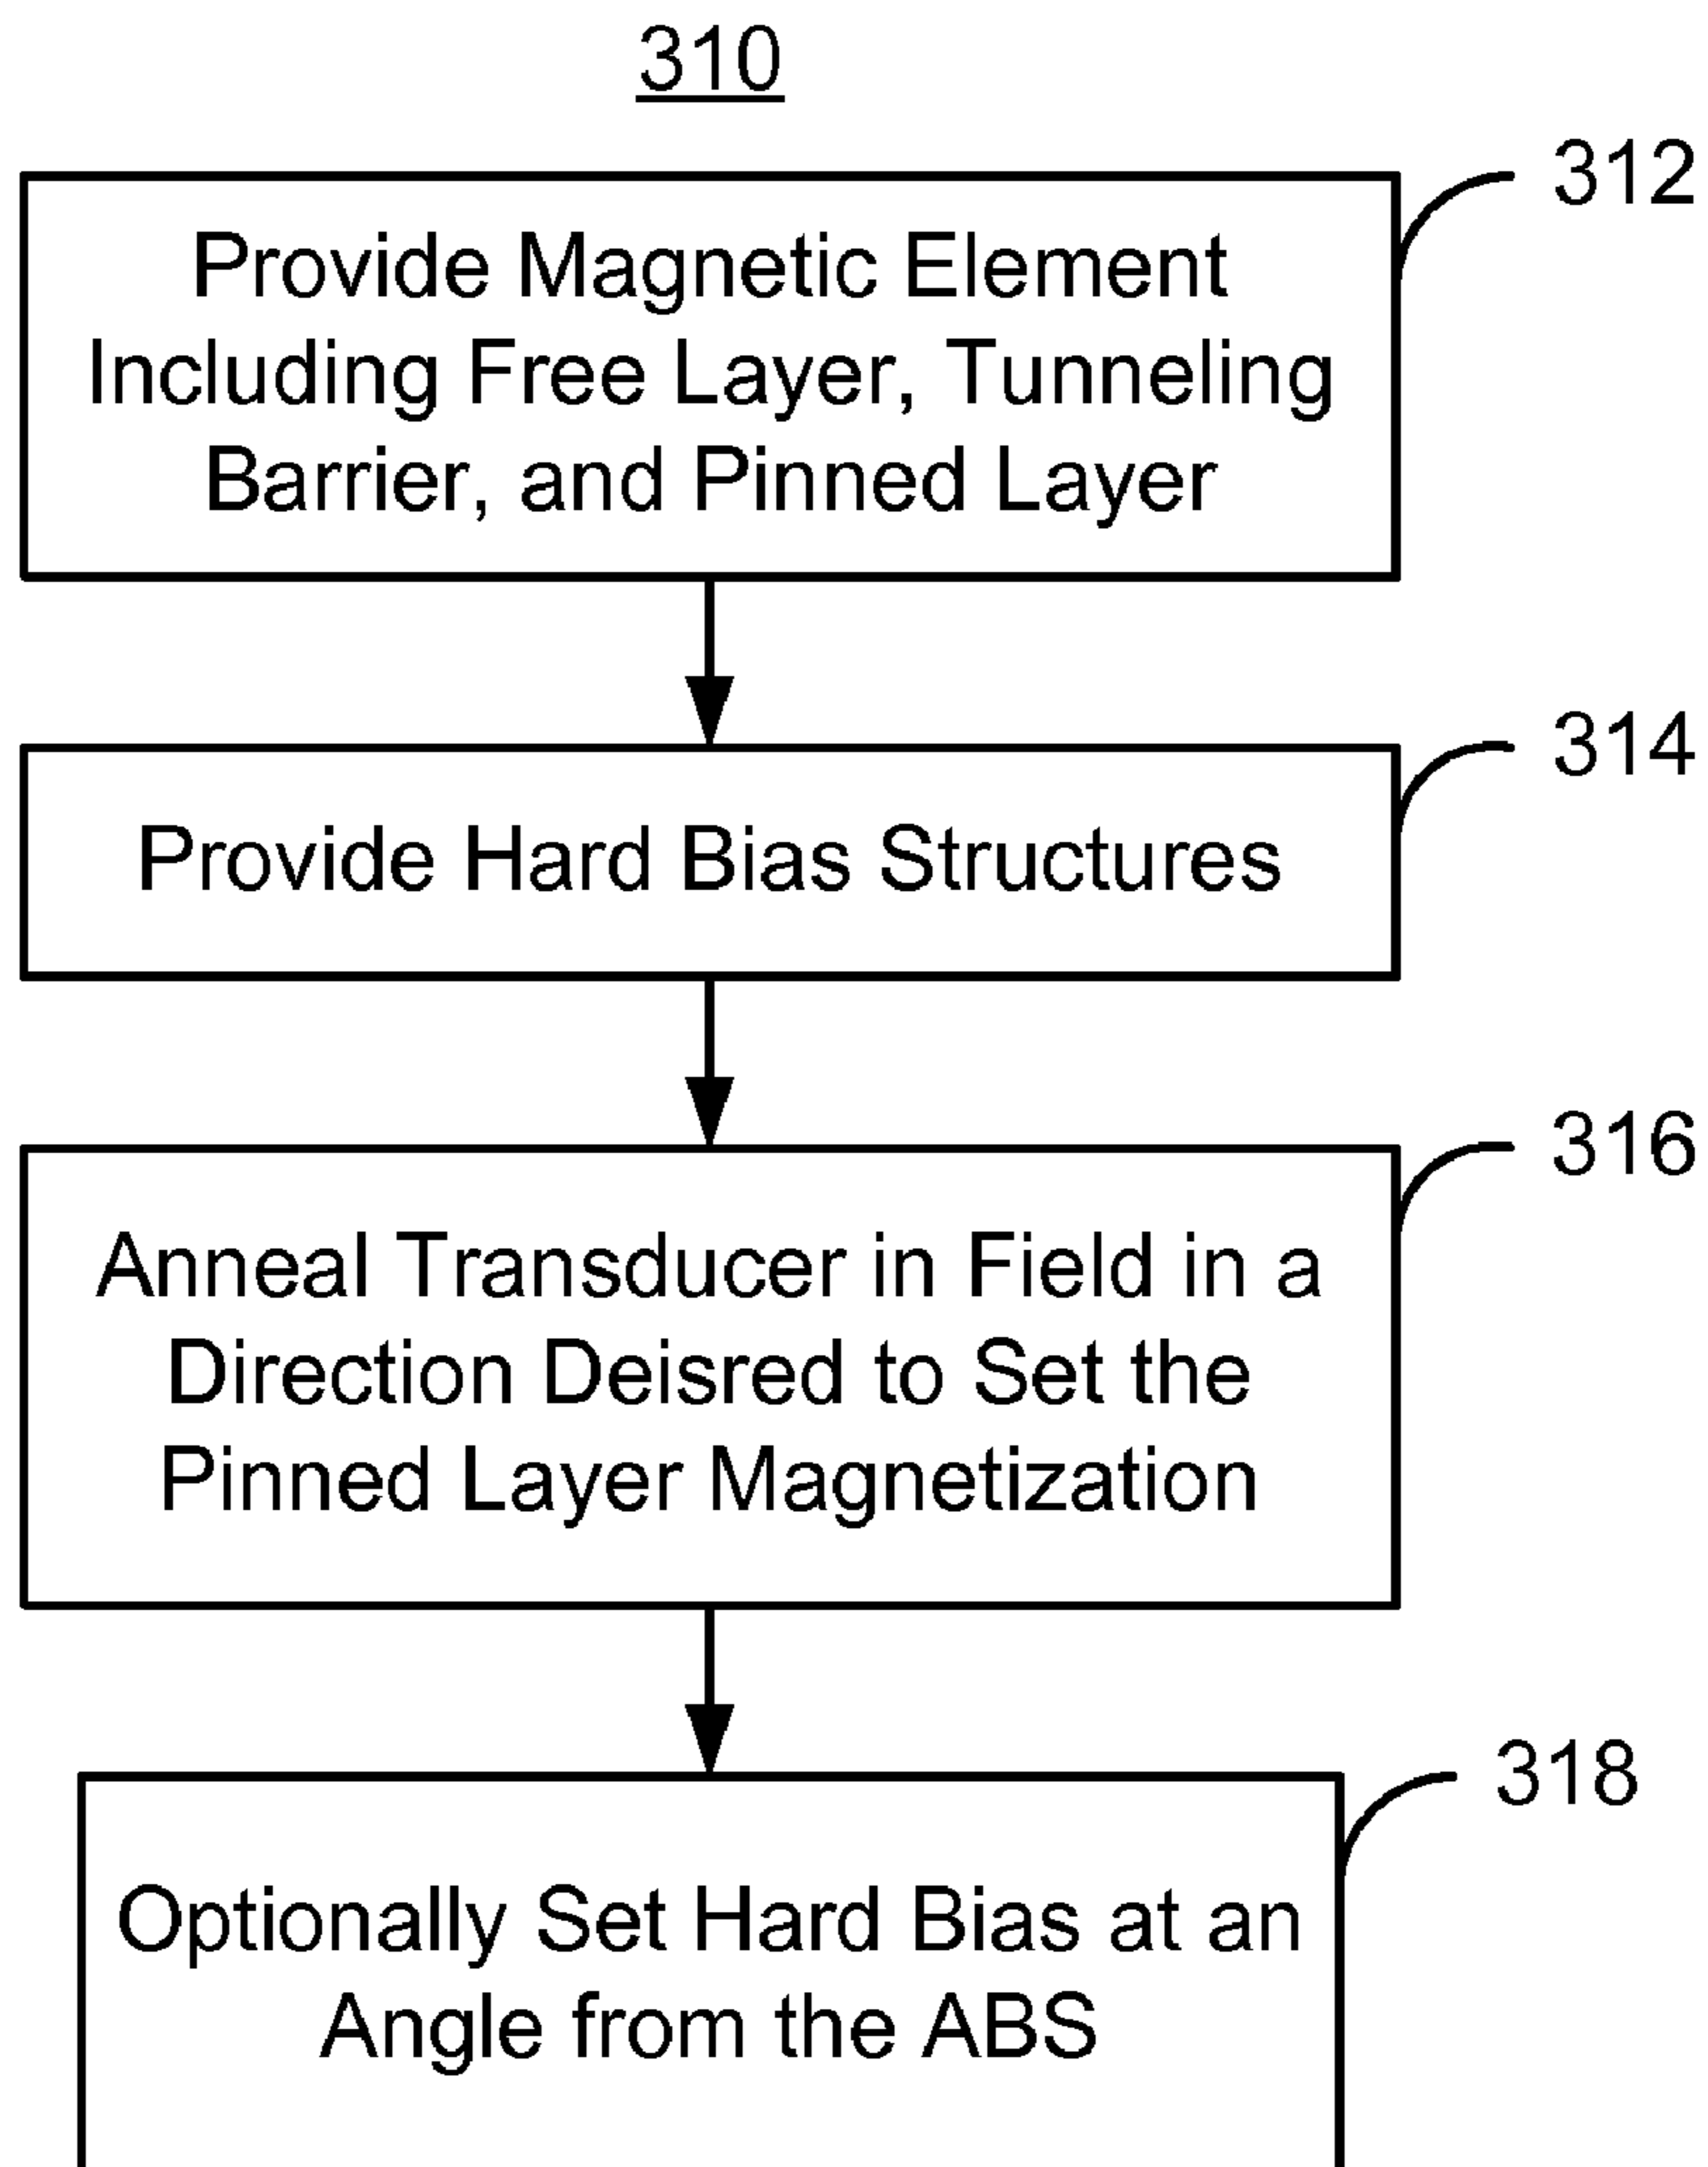 310
312
Provide Magnetic Element
Including Free Layer, Tunneling
Barrier, and Pinned Layer
314
Provide Hard Bias Structures
316
Anneal Transducer in Field in a
Direction Deisred to Set the
Pinned Layer Magnetization
318
Optionally Set Hard Bias at an
Angle from the ABS